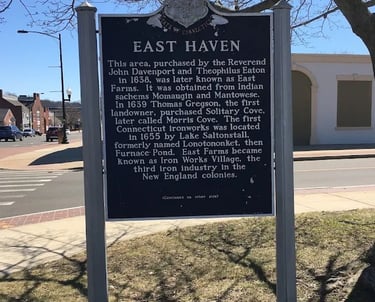 CONNECTICUT
EAST HAVEN
This area, purchased by the Reverend
John Davenport and Theophilus Eaton
in 1638, was later known as East
Farms. It was obtained from Indian
sachems Momaugin and Mantowese.
In 1639 Thomas Gregson, the first
landowner, purchased Solitary Cove,
later called Morris Cove. The first
Connecticut ironworks was located
in 1655 by Lake Saltonstall,
formerly named Lonotononket, then
Furnace Pond. East Farms became
known as Iron Works Village, the
third iron industry in the
New England colonies.
(Continued on other side)